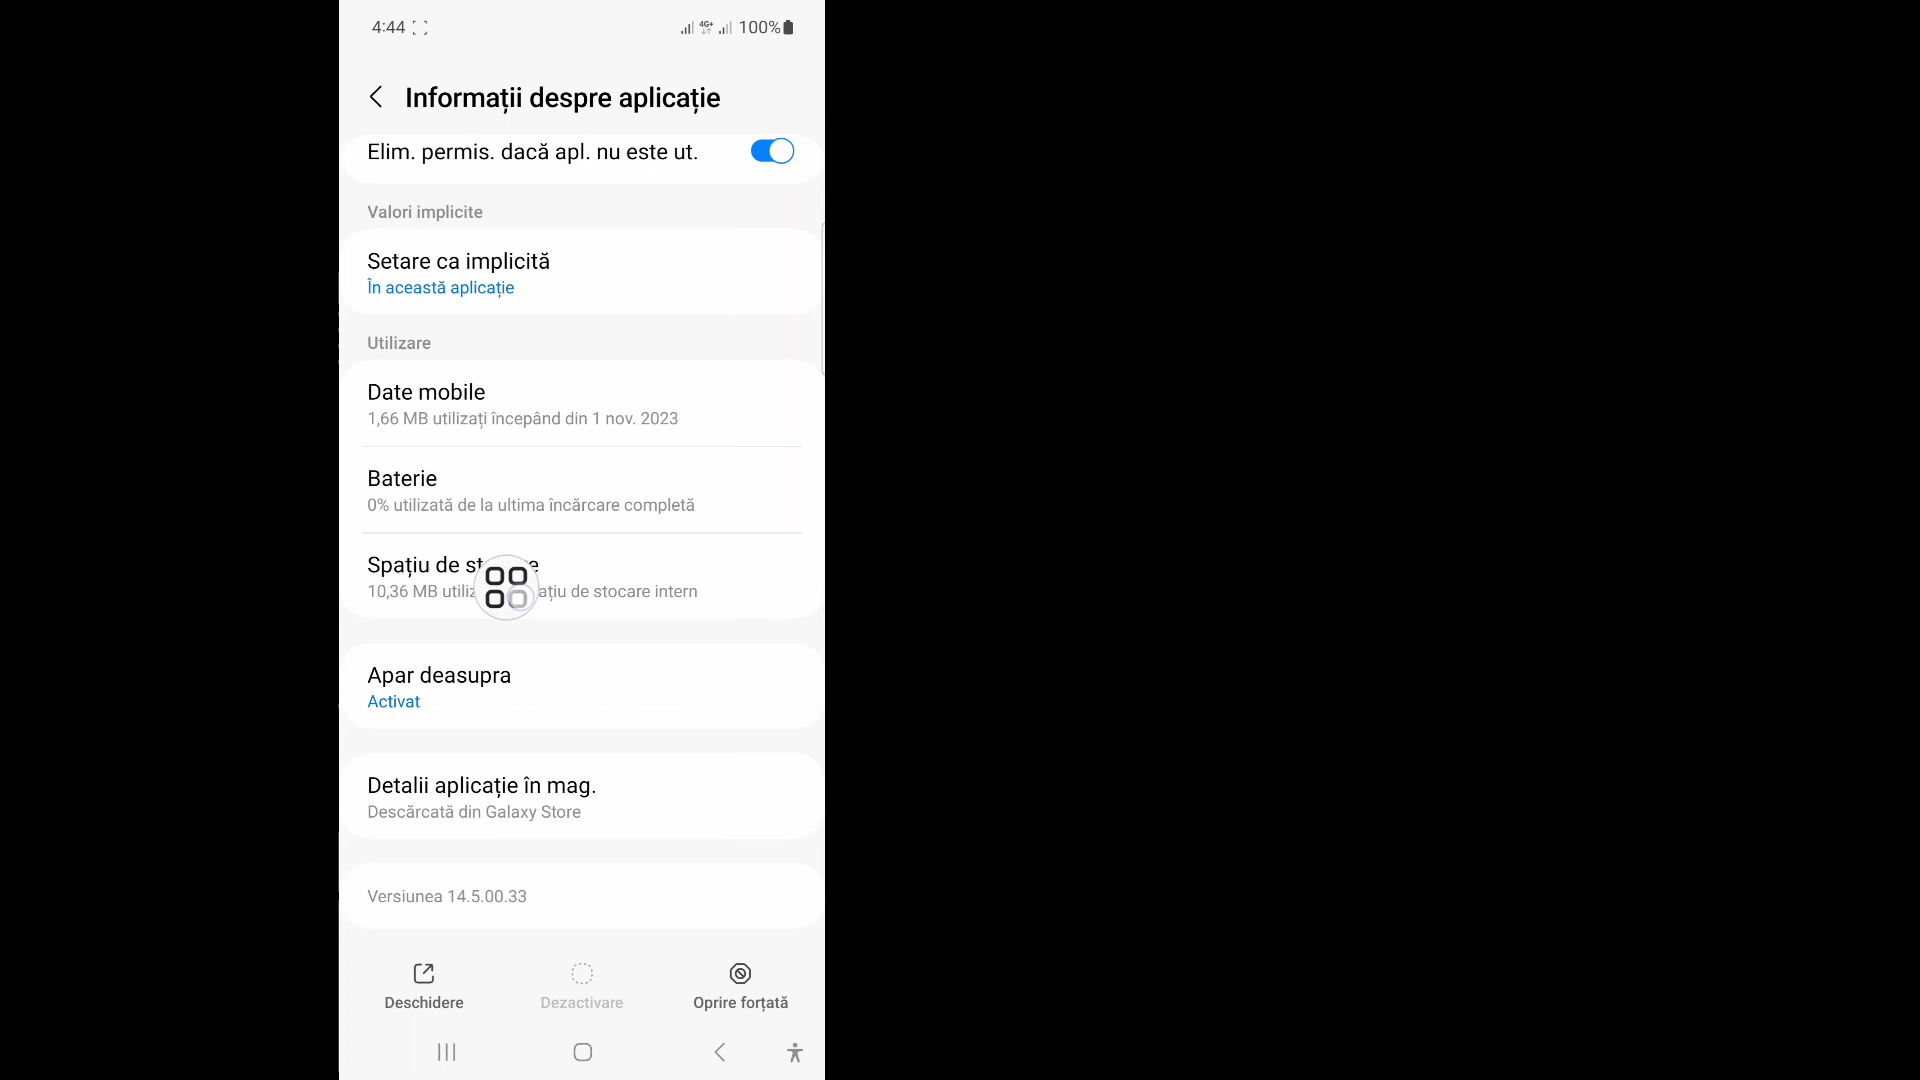 4:44
4G+ 100%
Informații despre aplicație
Elim. permis. dacă apl. nu este ut.
Valori implicite
Setare ca implicită
În această aplicație
Utilizare
Date mobile
1,66 MB utilizați începând din 1 nov. 2023
Baterie
0% utilizată de la ultima încărcare completă
Spațiu de
10,36 MB de stocare intern
Apar deasupra
Activat
Detalii aplicație în mag.
Descărcată din Galaxy Store
Versiunea 14.5.00.33
Deschidere
Dezactivare
Oprire forțată